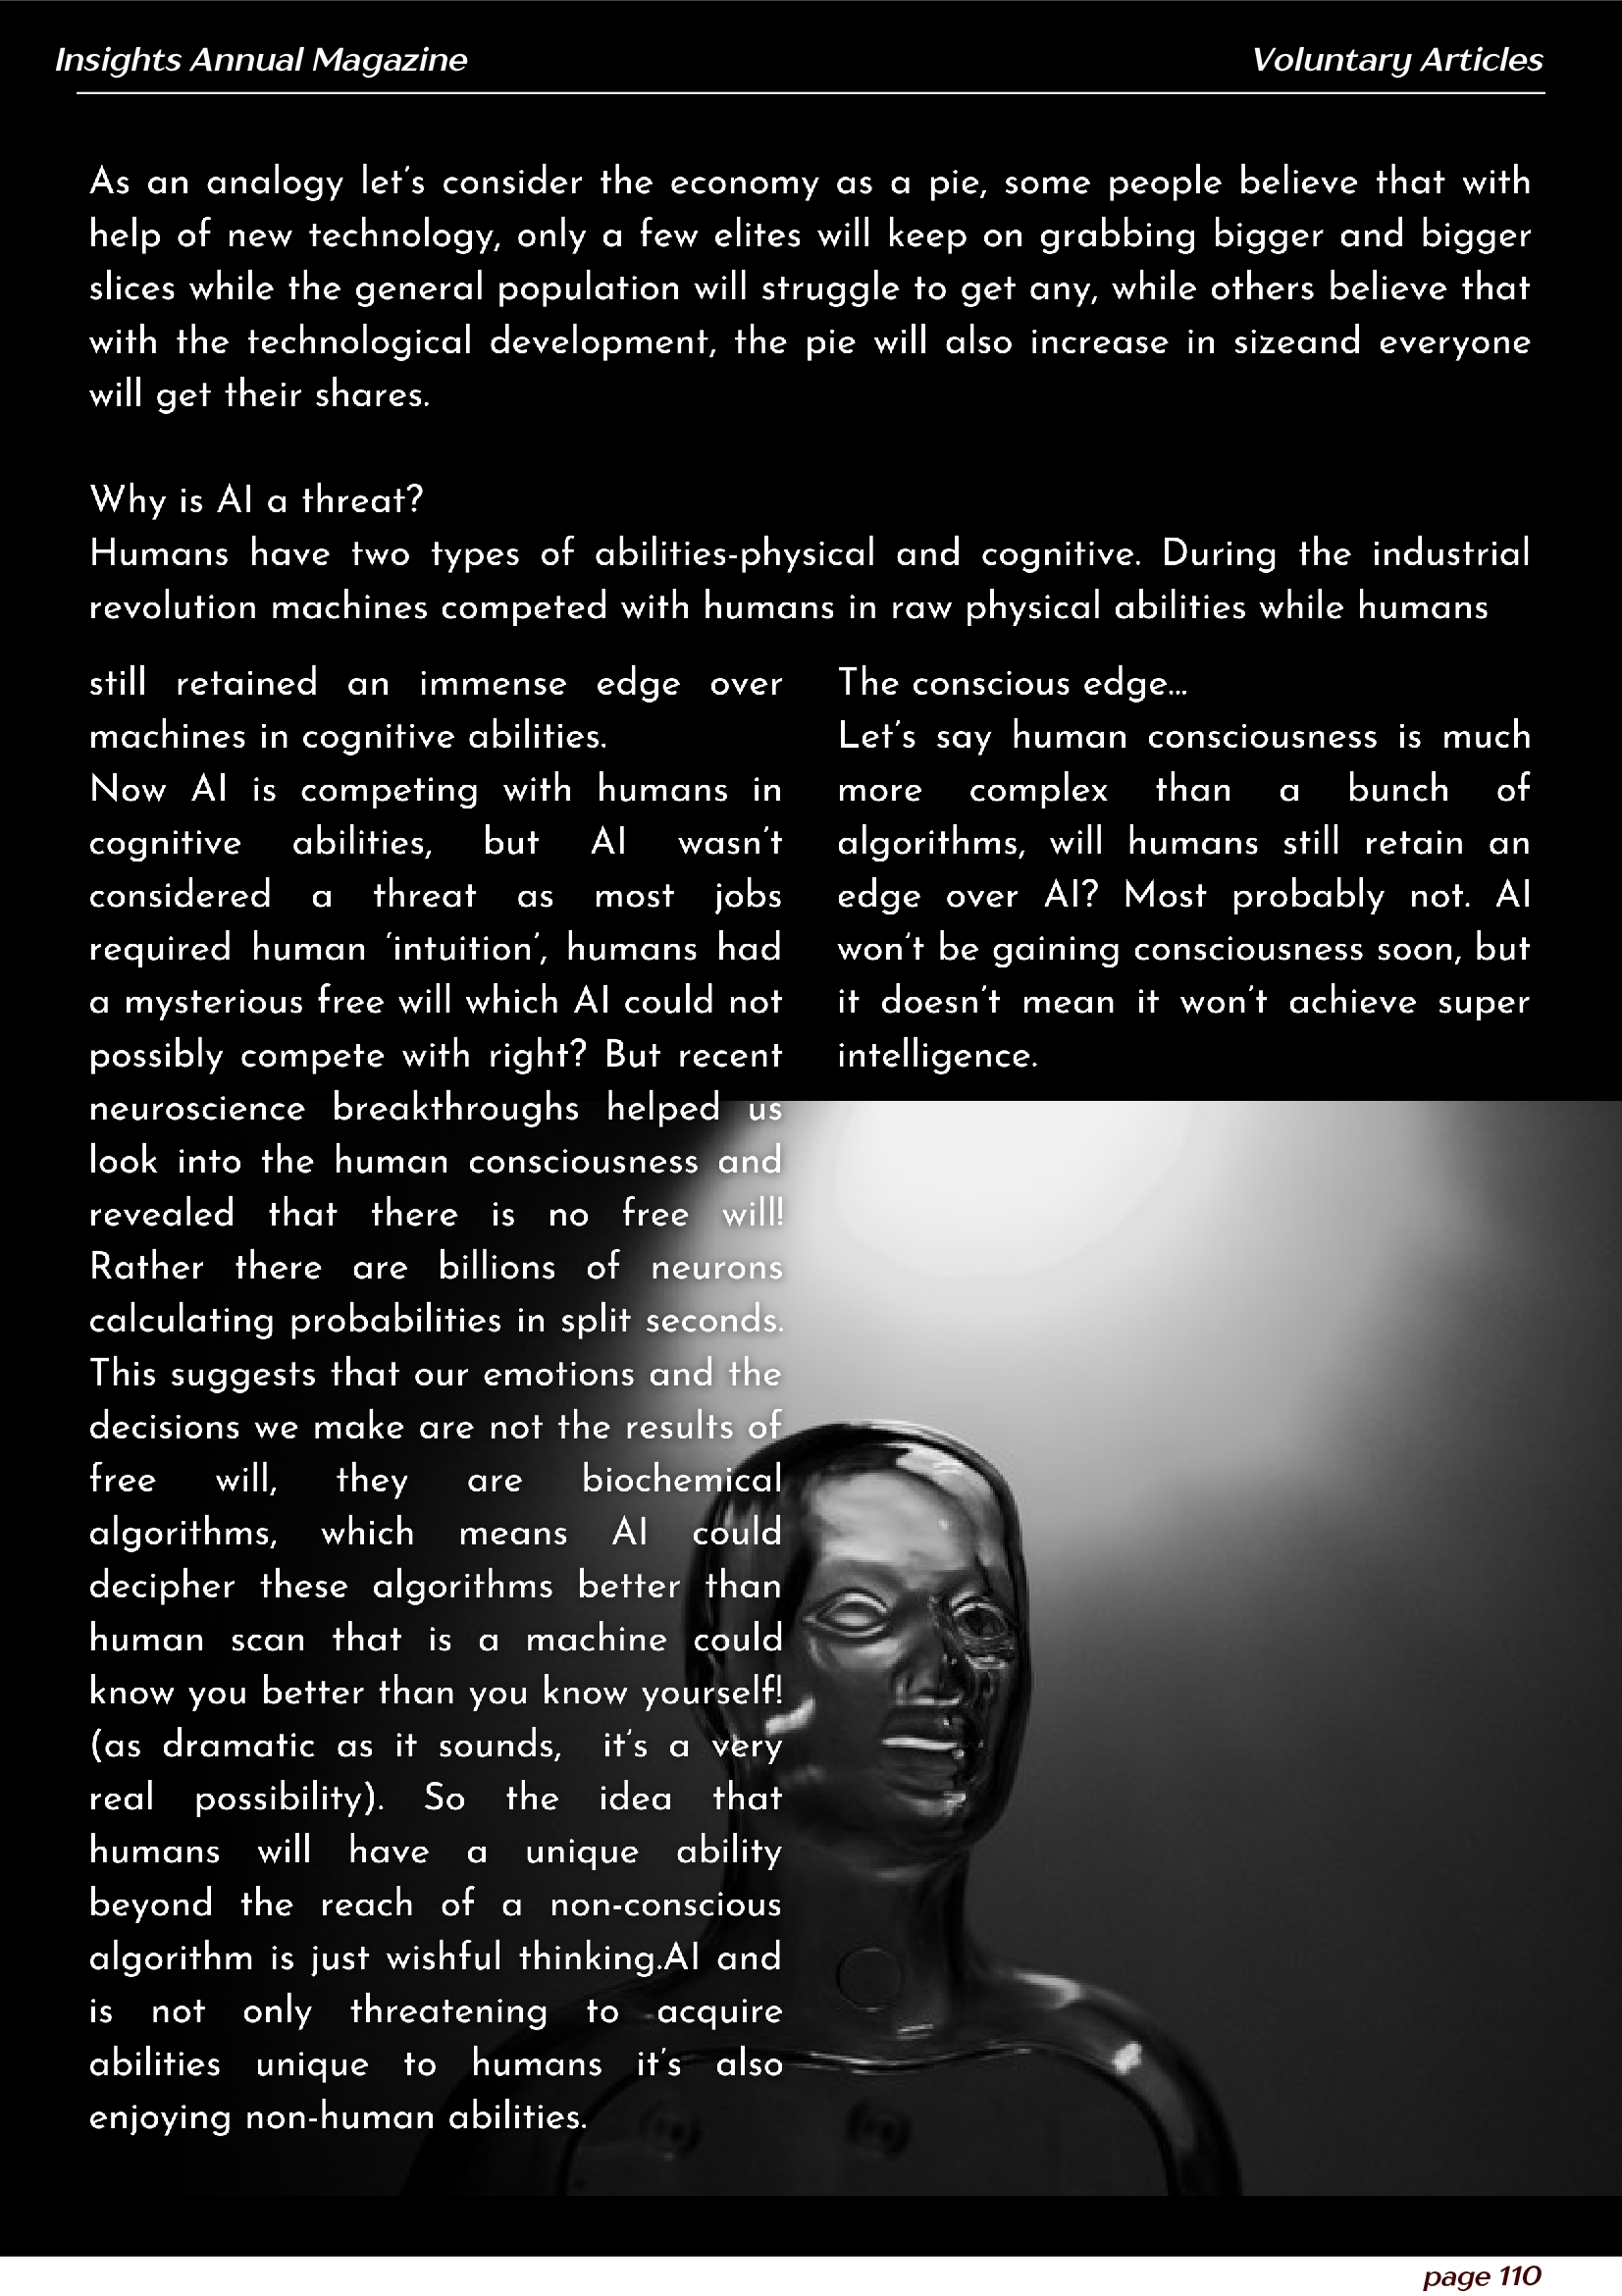 Insights Annual Magazine
Voluntary Articles
As an analogy let's consider the economy as a pie, some people believe that with
help of new technology, only a few elites will keep on grabbing bigger and bigger
slices while the general population will struggle to get any, while others believe that
with the technological development, the pie will also increase in sizeand everyone
will get their shares.
Why is AI a threat?
Humans have two types of abilities-physical and cognitive. During the industrial
revolution machines competed with humans in raw physical abilities while humans
still retained an immense edge over
machines in cognitive abilities.
Now AI is competing with humans in
cognitive abilities, but AI wasn't
considered a threat as most jobs
required human 'intuition', humans had
a mysterious free will which AI could not
possibly compete with right? But recent
neuroscience breakthroughs helped us
look into the human consciousness and
revealed that there is no free will!
Rather there are billions of neurons
calculating probabilities in split seconds.
This suggests that our emotions and the
decisions we make are not the results of
free will, they are biochemical
algorithms, which means AI could
decipher these algorithms better than
human scan that is a machine could
know you better than you know yourself!
(as dramatic as it sounds, it's a very
real possibility). So the idea that
humans will have a unique ability
beyond the reach of a non-conscious
algorithm is just wishful thinking.AI and
is not only threatening to acquire
abilities unique to humans it's also
enjoying non-human abilities.
The conscious edge...
Let's say human consciousness is much
more complex than a bunch of
algorithms, will humans still retain an
edge over AI? Most probably not. AI
won't be gaining consciousness soon, but
it doesn't mean it won't achieve super
intelligence.
page 110